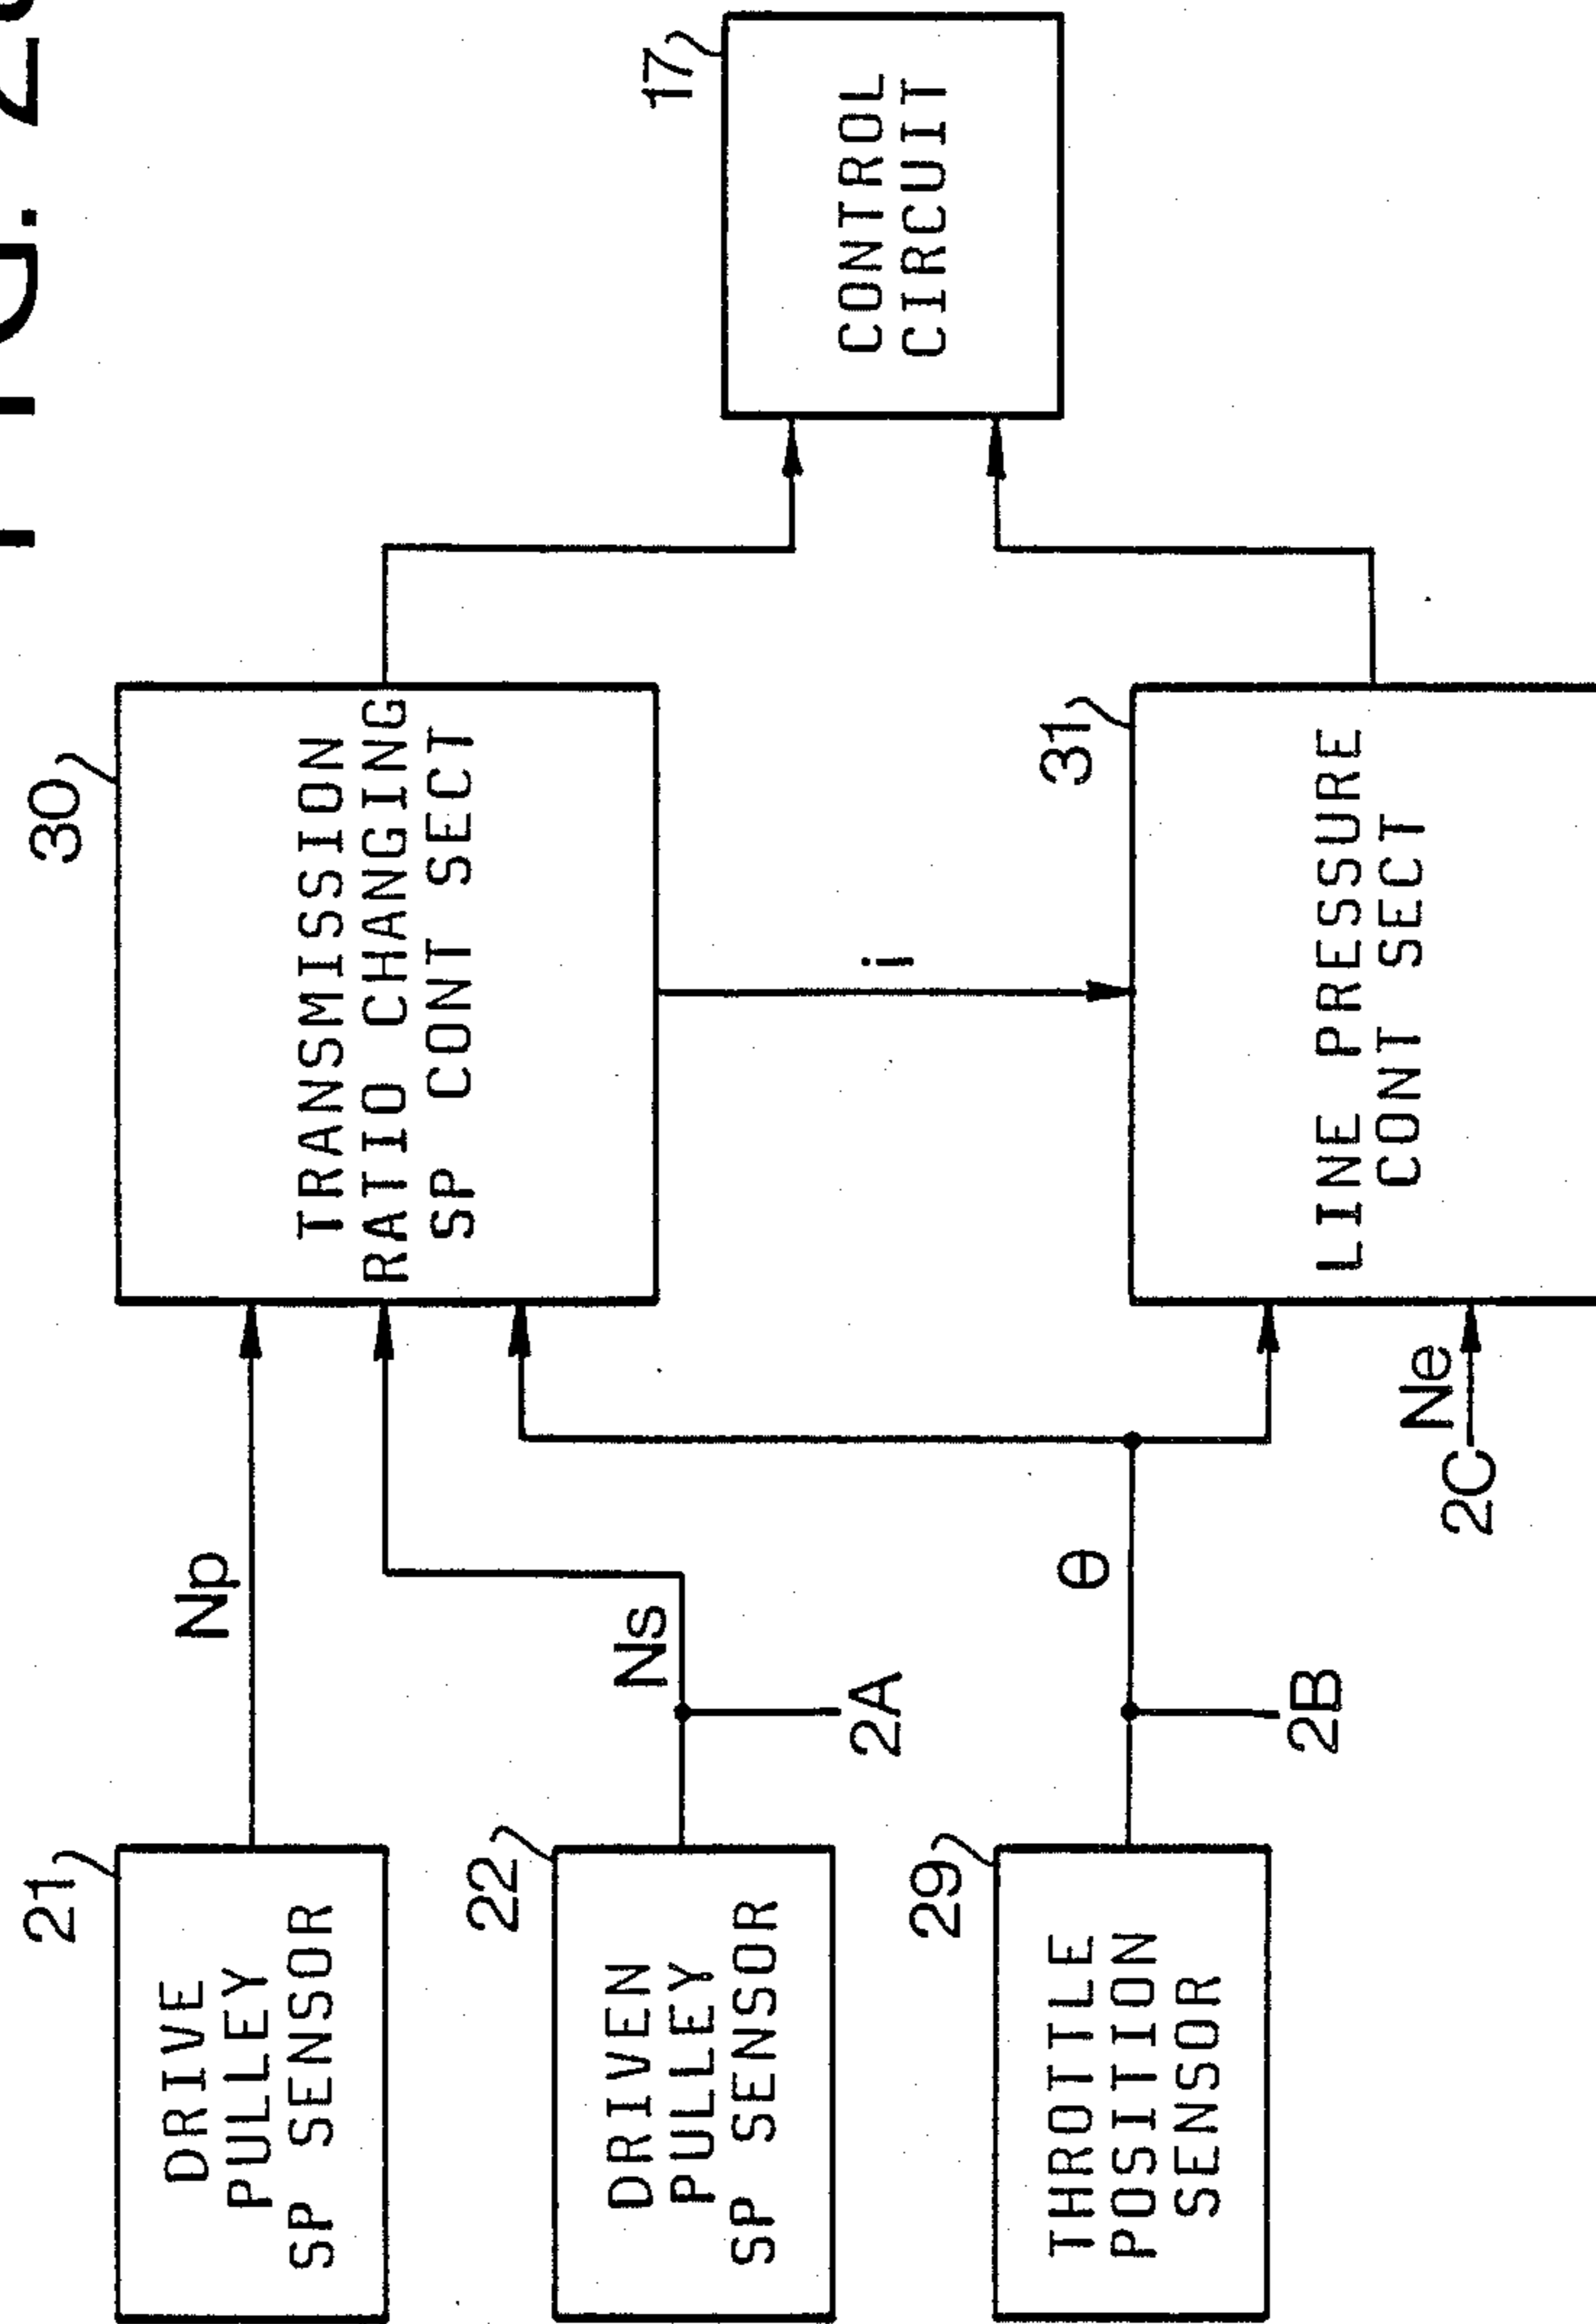 21
DRIVE
PULLEY
SP SENSOR
Np
30
TRANSMISSION
RATIO CHANGING
SP CONT SECT
22
DRIVEN
PULLEY
SP SENSOR
Ns
2A
i
17
CONTROL
CIRCUIT
29
THROTTLE
POSITION
SENSOR
θ
2B
31
LINE PRESSURE
CONT SECT
Ne
2C